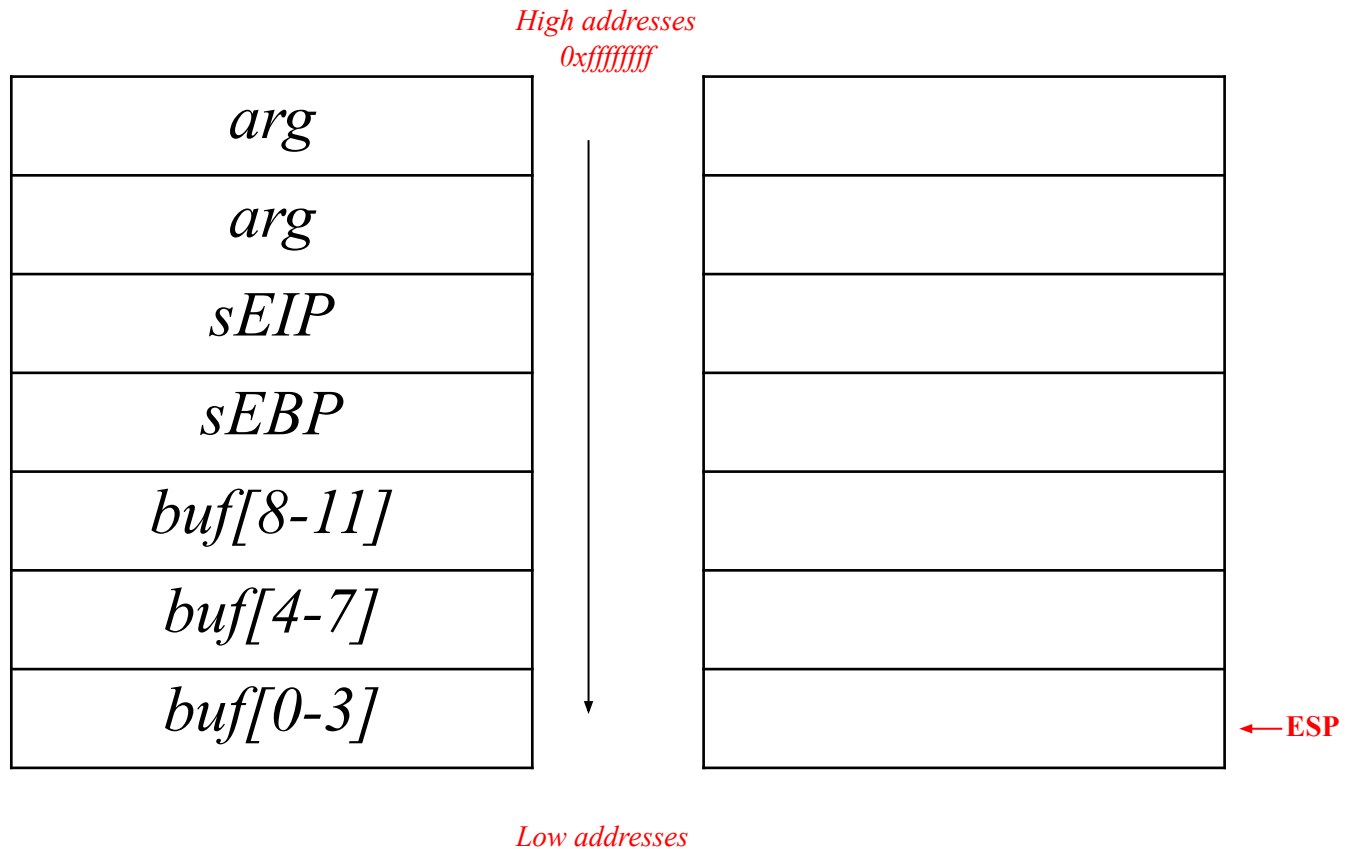 High addresses
0xffffffff
arg
arg
sEIP
sEBP
buf[8-11]
buf[4-7]
buf[0-3]
ESP
Low addresses